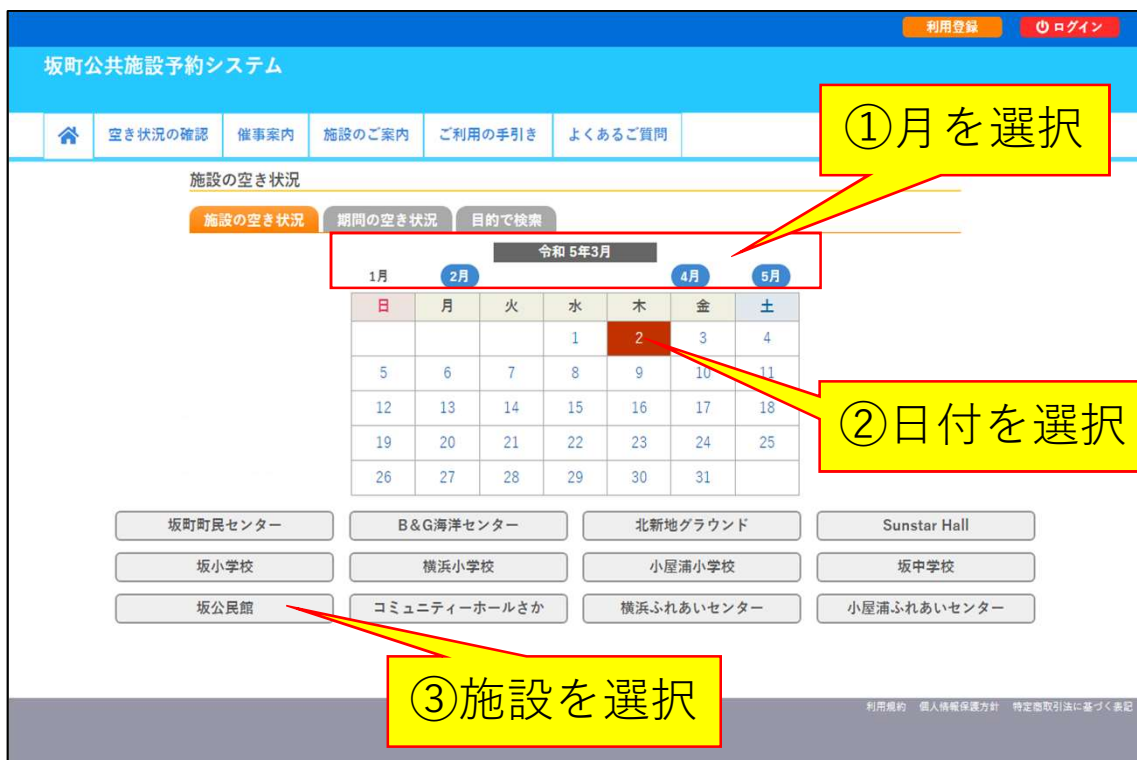 利用登録 ログイン
坂町公共施設予約システム
空き状況の確認 催事案内 施設のご案内 ご利用の手引き よくあるご質問
①月を選択
施設の空き状況
施設の空き状況 期間の空き状況 目的で検索
令和 5年3月
1月 2月 4月 5月
日 月 火 水 木 金 土
1 2 3 4
5 6 7 8 9 10 11
12 13 14 15 16 17 18
19 20 21 22 23 24 25
26 27 28 29 30 31
②日付を選択
坂町町民センター B&G海洋センター 北新地グラウンド Sunstar Hall
坂小学校 横浜小学校 小屋浦小学校 坂中学校
坂公民館 コミュニティーホールさか 横浜ふれあいセンター 小屋浦ふれあいセンター
③施設を選択
利用規約 個人情報保護方針 特定商取引法に基づく表記